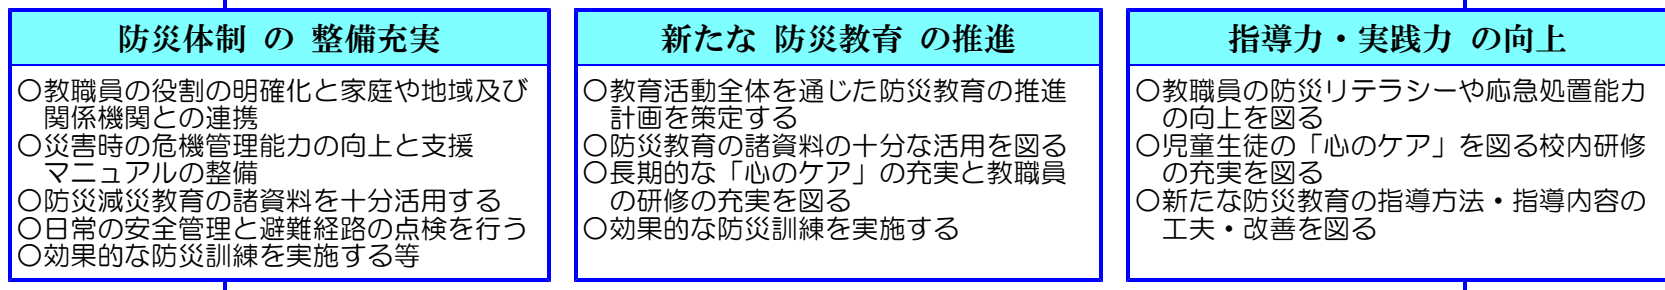 防災体制 の 整備充実
○教職員の役割の明確化と家庭や地域及び
関係機関との連携
○災害時の危機管理能力の向上と支援
マニュアルの整備
○防災減災教育の諸資料を十分活用する
○日常の安全管理と避難経路の点検を行う
○効果的な防災訓練を実施する等
新たな 防災教育 の推進
○教育活動全体を通じた防災教育の推進
計画を策定する
○防災教育の諸資料の十分な活用を図る
○長期的な「心のケア」の充実と教職員
の研修の充実を図る
○効果的な防災訓練を実施する
指導力・実践力 の向上
○教職員の防災リテラシーや応急処置能力
の向上を図る
○児童生徒の「心のケア」を図る校内研修
の充実を図る
○新たな防災教育の指導方法・指導内容の
工夫・改善を図る